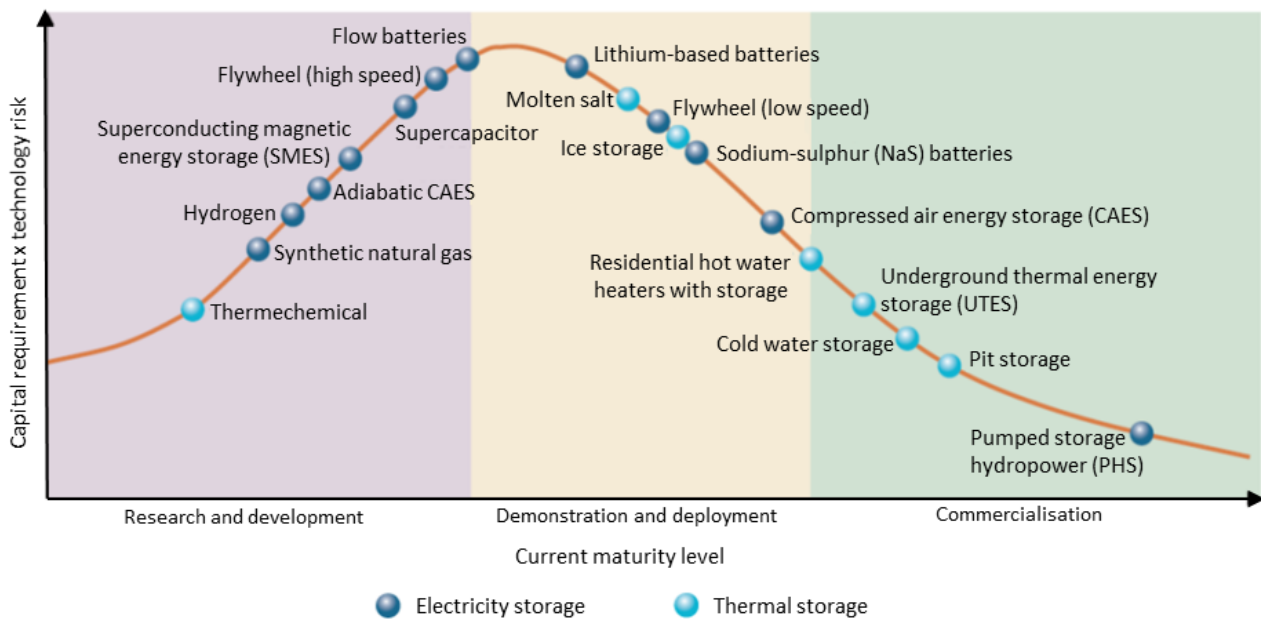 Capital requirement x technology risk
Flow batteries
Flywheel (high speed)
Supercapacitor
Superconducting magnetic
energy storage (SMES)
Adiabatic CAES
Hydrogen
Synthetic natural gas
Thermechemical
Lithium-based batteries
Molten salt
Flywheel (low speed)
Ice storage
Sodium-sulphur (NaS) batteries
Compressed air energy storage (CAES)
Residential hot water
heaters with storage
Underground thermal energy
storage (UTES)
Cold water storage
Pit storage
Pumped storage
hydropower (PHS)
Research and development
Demonstration and deployment
Commercialisation
Current maturity level
Electricity storage
Thermal storage